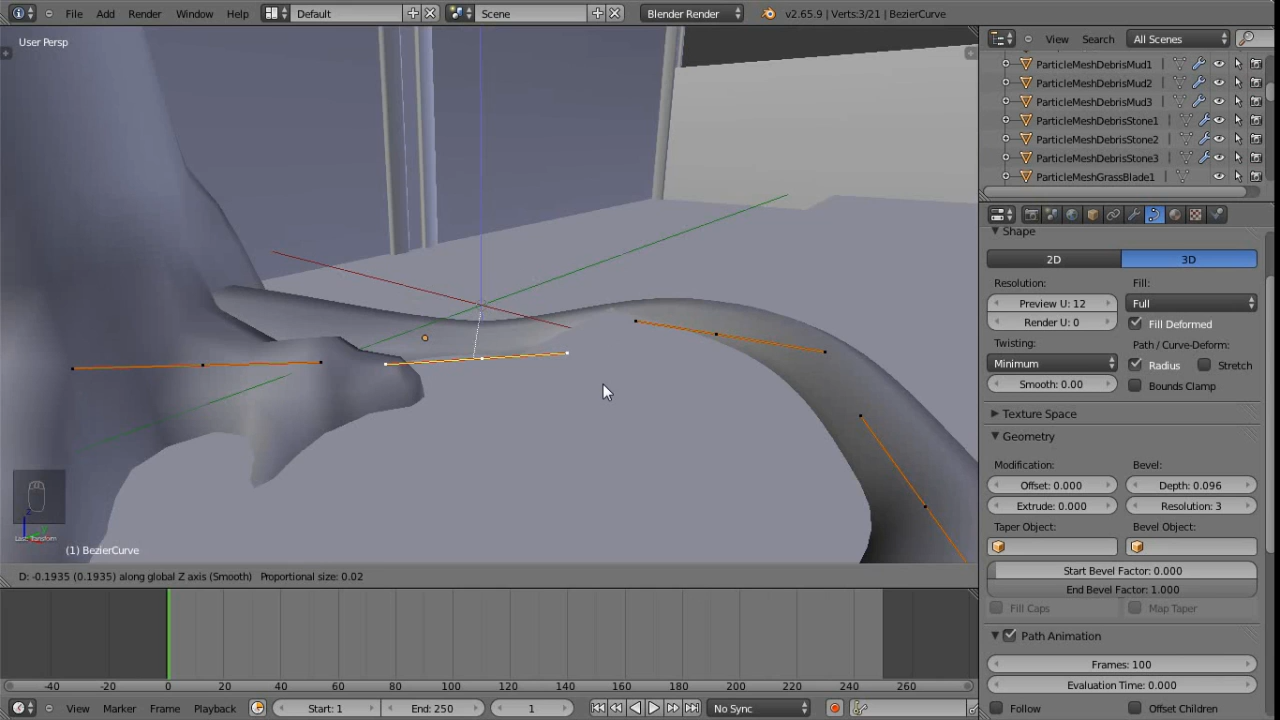 File Add Render Window Help Default Scene Blender Render v2.65.9 | Verts:3/21 | BezierCurve
User Persp
(1) BezierCurve
D: -0.1935 (0.1935) along global Z axis (Smooth) Proportional size: 0.02
View Search All Scenes
ParticleMeshDebrisMud1
ParticleMeshDebrisMud2
ParticleMeshDebrisMud3
ParticleMeshDebrisStone1
ParticleMeshDebrisStone2
ParticleMeshDebrisStone3
ParticleMeshGrassBlade1
Shape
2D 3D
Resolution: Fill:
Preview U: 12 Full
Render U: 0 Fill Deformed
Twisting: Path / Curve-Deform:
Minimum Radius Stretch
Smooth: 0.00 Bounds Clamp
Texture Space
Geometry
Modification: Bevel:
Offset: 0.000 Depth: 0.096
Extrude: 0.000 Resolution: 3
Taper Object: Bevel Object:
Start Bevel Factor: 0.000
End Bevel Factor: 1.000
Fill Caps Map Taper
Path Animation
Frames: 100
Evaluation Time: 0.000
Follow Offset Children
-40 -20 0 20 40 60 80 100 120 140 160 180 200 220 240 260
View Marker Frame Playback Start: 1 End: 250 1 No Sync